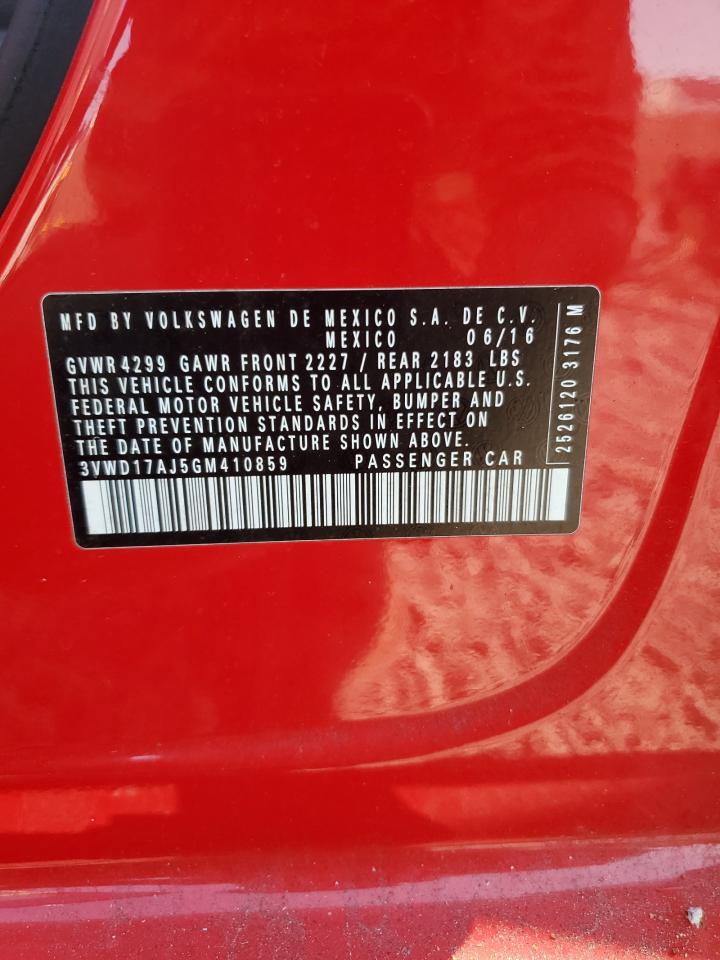 MFD BY VOLKSWAGEN DE MEXICO S.A. DE C.V.
MEXICO 06/16
GVWR 4299 GAWR FRONT 2227 / REAR 2183 LBS
THIS VEHICLE CONFORMS TO ALL APPLICABLE U.S.
FEDERAL MOTOR VEHICLE SAFETY, BUMPER AND
THEFT PREVENTION STANDARDS IN EFFECT ON
THE DATE OF MANUFACTURE SHOWN ABOVE.
3VWD17AJ5GM410859 PASSENGER CAR
2526120 3176 M